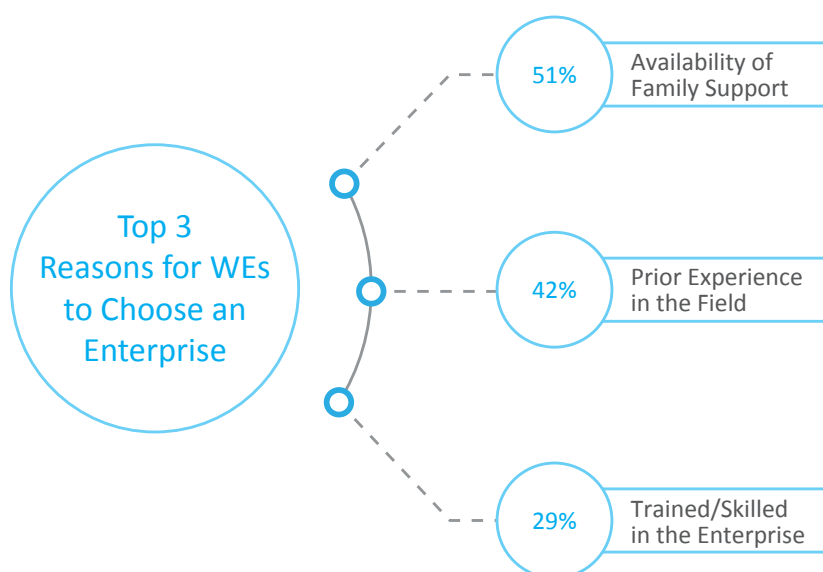 Top 3
Reasons for WEs
to Choose an
Enterprise
51%
Availability of
Family Support
42%
Prior Experience
in the Field
29%
Trained/Skilled
in the Enterprise